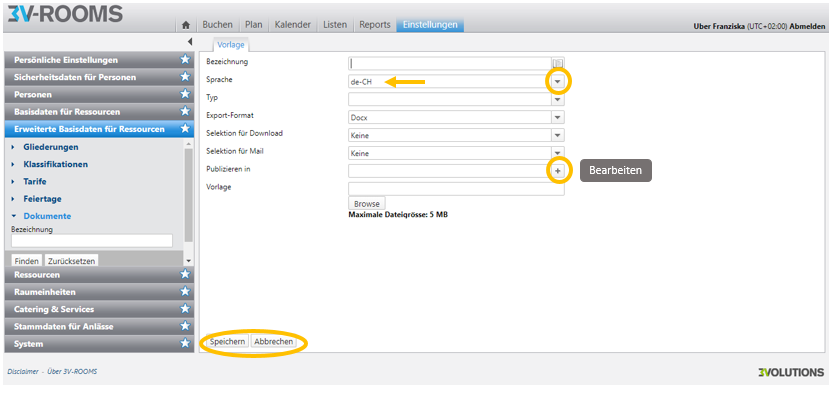 3V-ROOMS
Buchen Plan Kalender Listen Reports Einstellungen
Uber Franziska (UTC+02:00) Abmelden
Persönliche Einstellungen
Sicherheitsdaten für Personen
Personen
Basisdaten für Ressourcen
Erweiterte Basisdaten für Ressourcen
Gliederungen
Klassifikationen
Tarife
Feiertage
Dokumente
Bezeichnung
Finden Zurücksetzen
Ressourcen
Raumeinheiten
Catering & Services
Stammdaten für Anlässe
System
Vorlage
Bezeichnung
Sprache de-CH
Typ
Export-Format Docx
Selektion für Download Keine
Selektion für Mail Keine
Publizieren in +
Bearbeiten
Vorlage
Browse
Maximale Dateigrösse: 5 MB
Speichern Abbrechen
Disclaimer - Über 3V-ROOMS
3VOLUTIONS